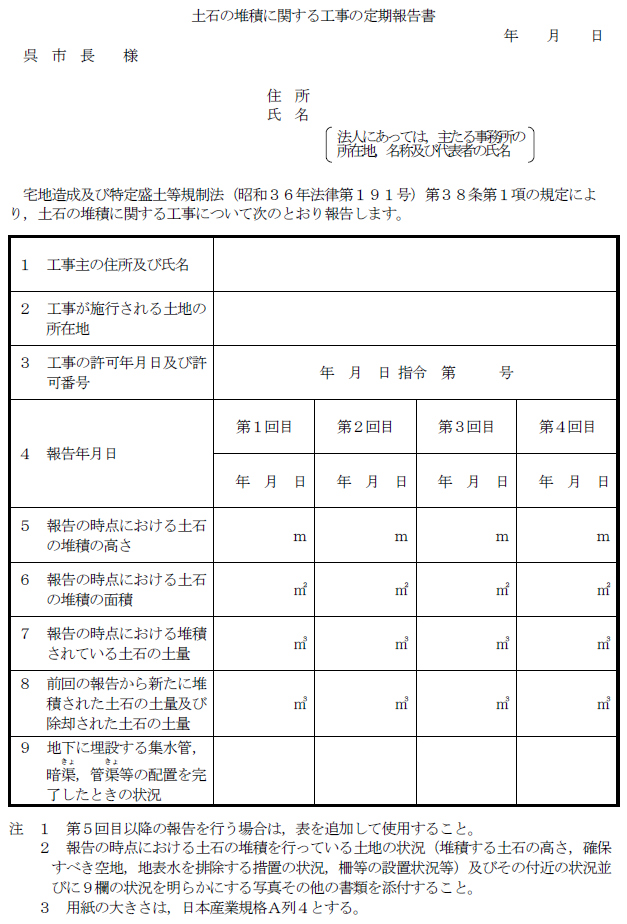 土石の堆積に関する工事の定期報告書
年　　月　　日
呉　市　長　　様
住　所
氏　名
法人にあっては，主たる事務所の
所在地，名称及び代表者の氏名
宅地造成及び特定盛土等規制法（昭和３６年法律第１９１号）第３８条第１項の規定によ
り，土石の堆積に関する工事について次のとおり報告します。
１　工事主の住所及び氏名
２　工事が施行される土地の
所在地
３　工事の許可年月日及び許
可番号
年　月　日 指令　第　　　号
４　報告年月日
第１回目　第２回目　第３回目　第４回目
年　月　日　年　月　日　年　月　日　年　月　日
５　報告の時点における土石
の堆積の高さ
ｍ　ｍ　ｍ　ｍ
６　報告の時点における土石
の堆積の面積
㎡　㎡　㎡　㎡
７　報告の時点における堆積
されている土石の土量
㎥　㎥　㎥　㎥
８　前回の報告から新たに堆
積された土石の土量及び
除却された土石の土量
㎥　㎥　㎥　㎥
９　地下に埋設する集水管，
きょ　きょ
暗渠，管渠等の配置を完
了したときの状況
注　１　第５回目以降の報告を行う場合は，表を追加して使用すること。
２　報告の時点における土石の堆積を行っている土地の状況（堆積する土石の高さ，確保
すべき空地，地表水を排除する措置の状況，柵等の設置状況等）及びその付近の状況並
びに９欄の状況を明らかにする写真その他の書類を添付すること。
３　用紙の大きさは，日本産業規格Ａ列４とする。